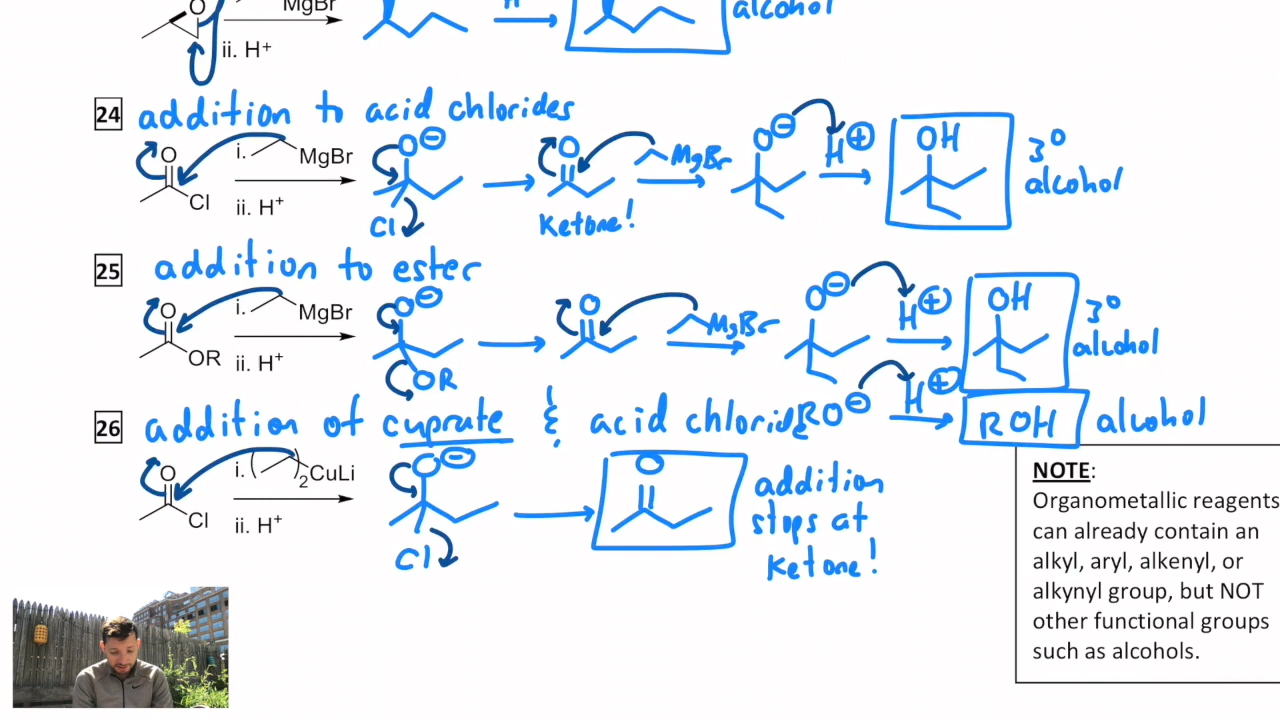 O
MgBr
ii. H+
H
alcohol
24 addition to acid chlorides
O
Cl
i. MgBr
ii. H+
O⊖
Cl
O
Ketone!
MgBr
O⊖
H⊕
OH
3°
alcohol
25 addition to ester
O
OR
i. MgBr
ii. H+
O⊖
OR
O
MgBr
O⊖
H⊕
OH
3°
alcohol
RO⊖
H⊕
ROH
alcohol
26 addition of cuprate & acid chloride
O
Cl
i. ( )2CuLi
ii. H+
O⊖
Cl
O
addition
stops at
Ketone!
NOTE:
Organometallic reagents
can already contain an
alkyl, aryl, alkenyl, or
alkynyl group, but NOT
other functional groups
such as alcohols.